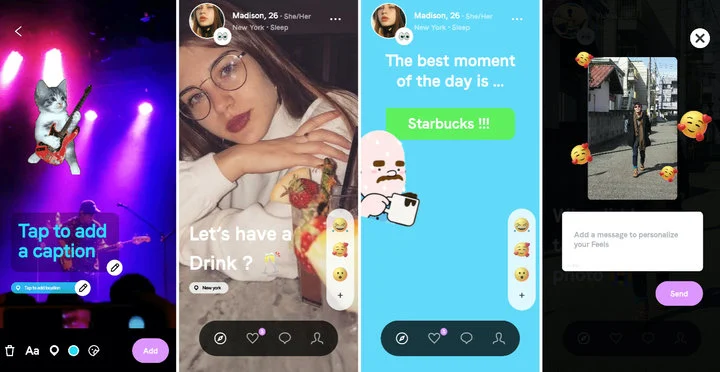 Tap to add
a caption
Tap to add location
Aa
Add
Madison, 26 · She/Her
New York · Sleep
Let's have a
Drink ?
New york
Madison, 26 · She/Her
New York · Sleep
The best moment
of the day is ...
Starbucks !!!
Add a message to personalize
your Feels
photo
Send